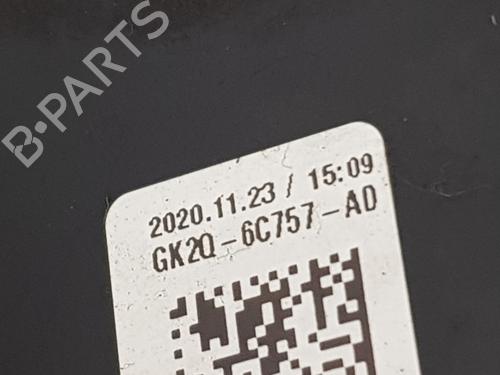 B-PARTS
2020.11.23 / 15:09
GK2Q-6C757-AD